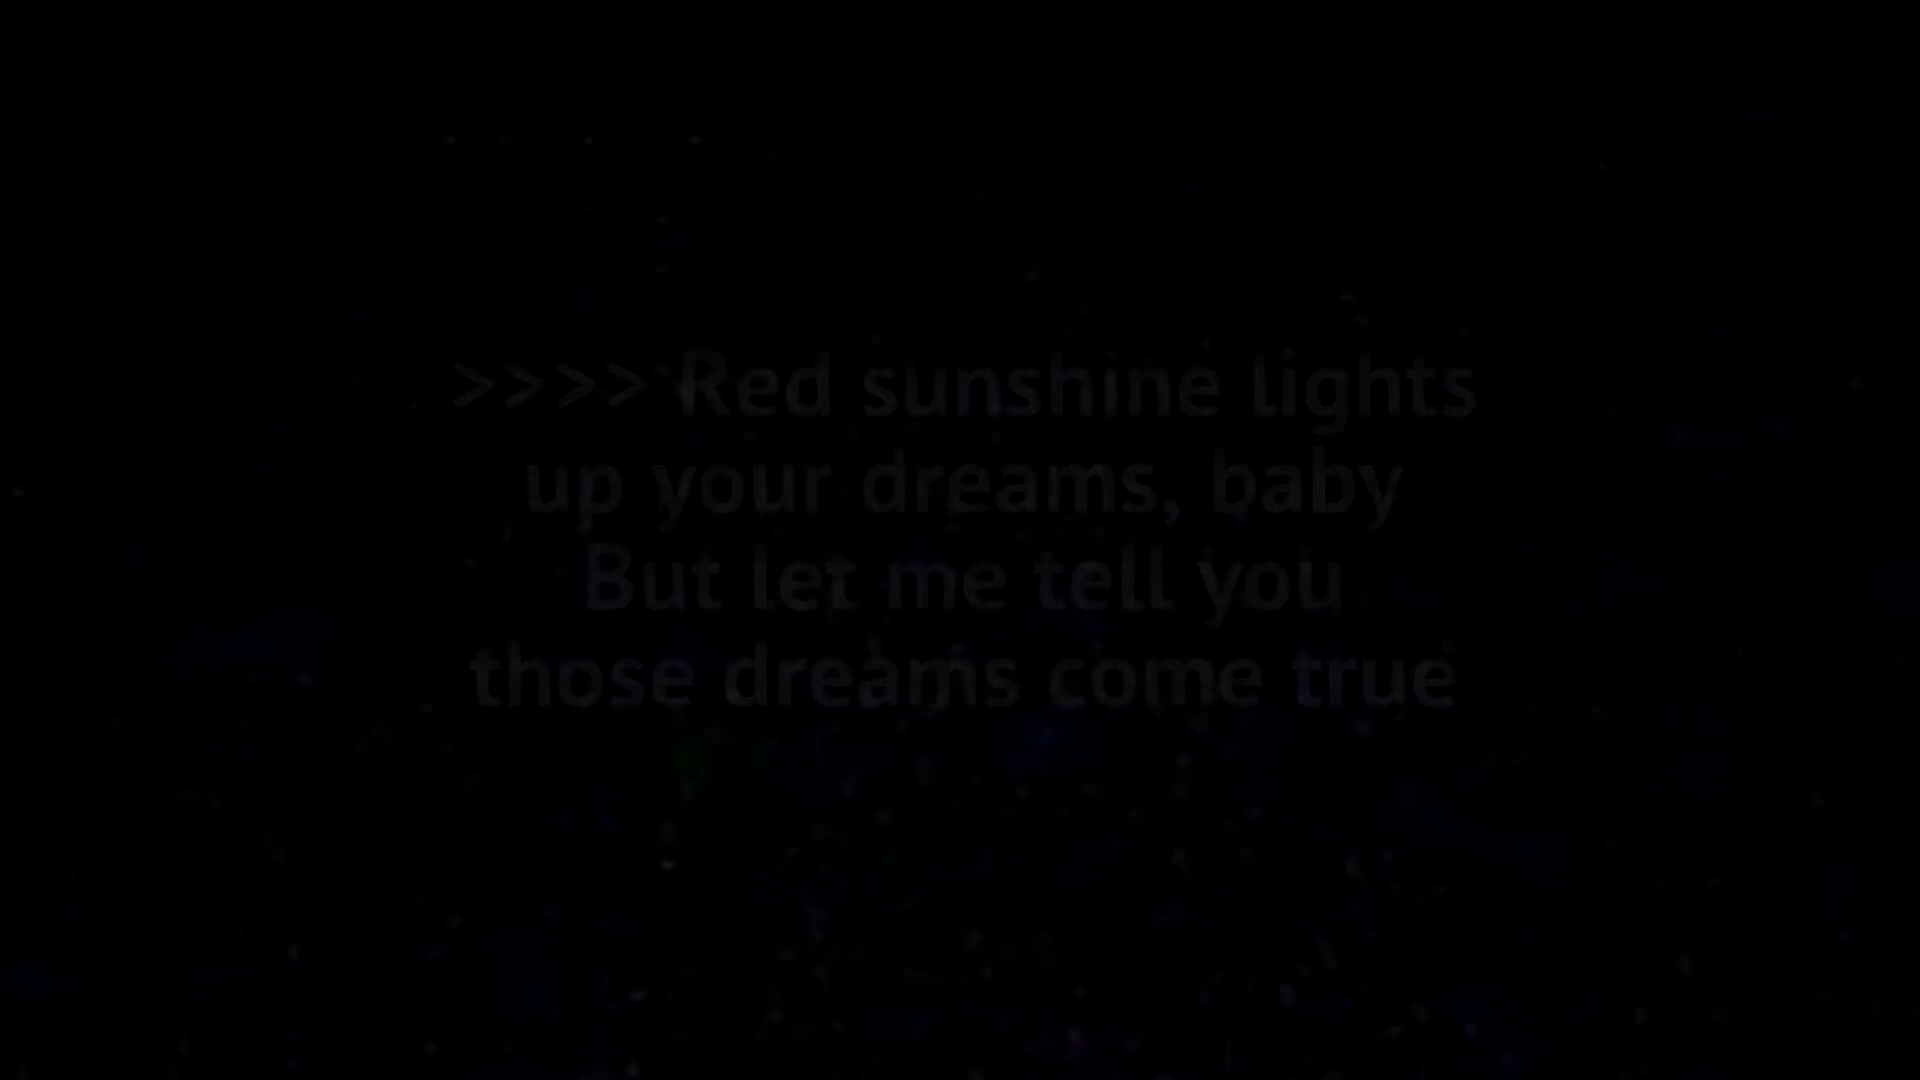 >>>> Red sunshine lights
up your dreams, baby
But let me tell you
those dreams come true